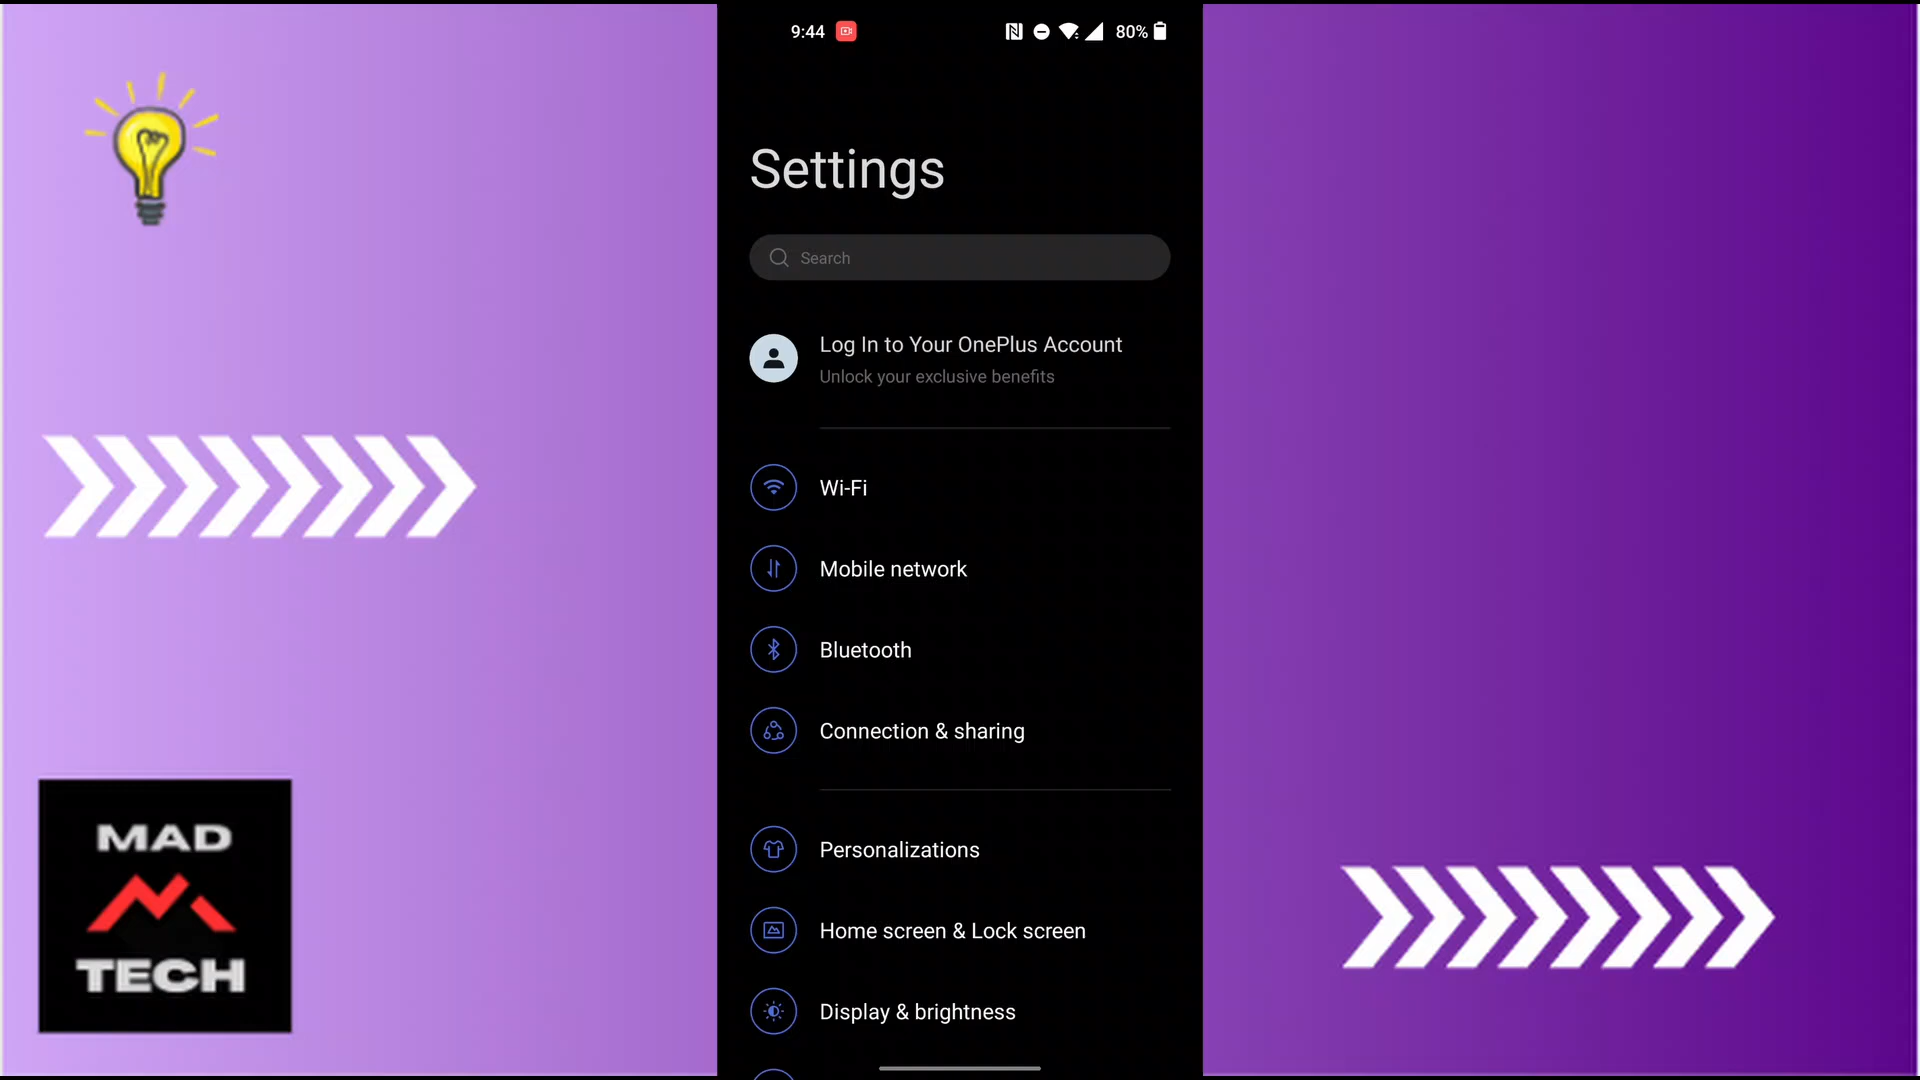 9:44
80%
Settings
Search
Log In to Your OnePlus Account
Unlock your exclusive benefits
Wi-Fi
Mobile network
Bluetooth
Connection & sharing
Personalizations
Home screen & Lock screen
Display & brightness
MAD
TECH